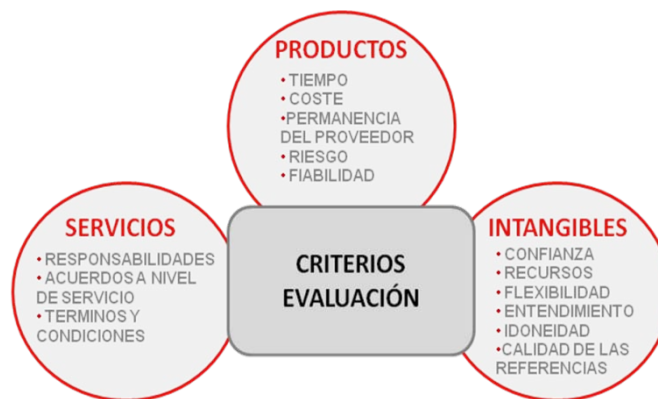 PRODUCTOS
•TIEMPO
•COSTE
•PERMANENCIA
DEL PROVEEDOR
•RIESGO
•FIABILIDAD
SERVICIOS
•RESPONSABILIDADES
•ACUERDOS A NIVEL
DE SERVICIO
•TERMINOS Y
CONDICIONES
CRITERIOS
EVALUACIÓN
INTANGIBLES
•CONFIANZA
•RECURSOS
•FLEXIBILIDAD
•ENTENDIMIENTO
•IDONEIDAD
•CALIDAD DE LAS
REFERENCIAS